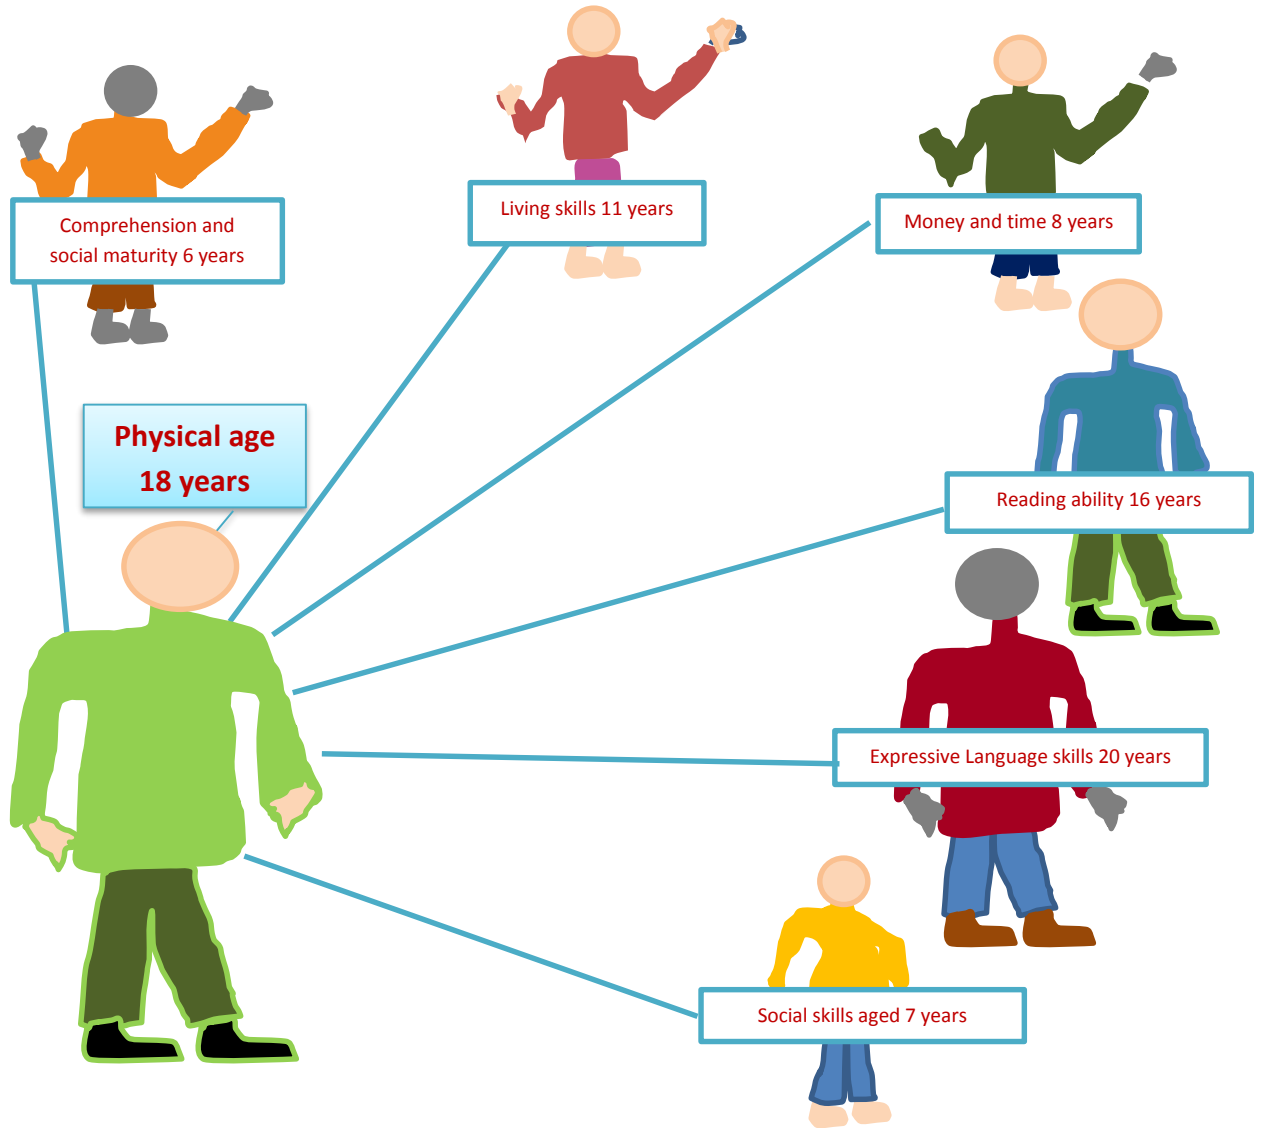 Comprehension and
social maturity 6 years
Living skills 11 years
Money and time 8 years
Physical age
18 years
Reading ability 16 years
Expressive Language skills 20 years
Social skills aged 7 years